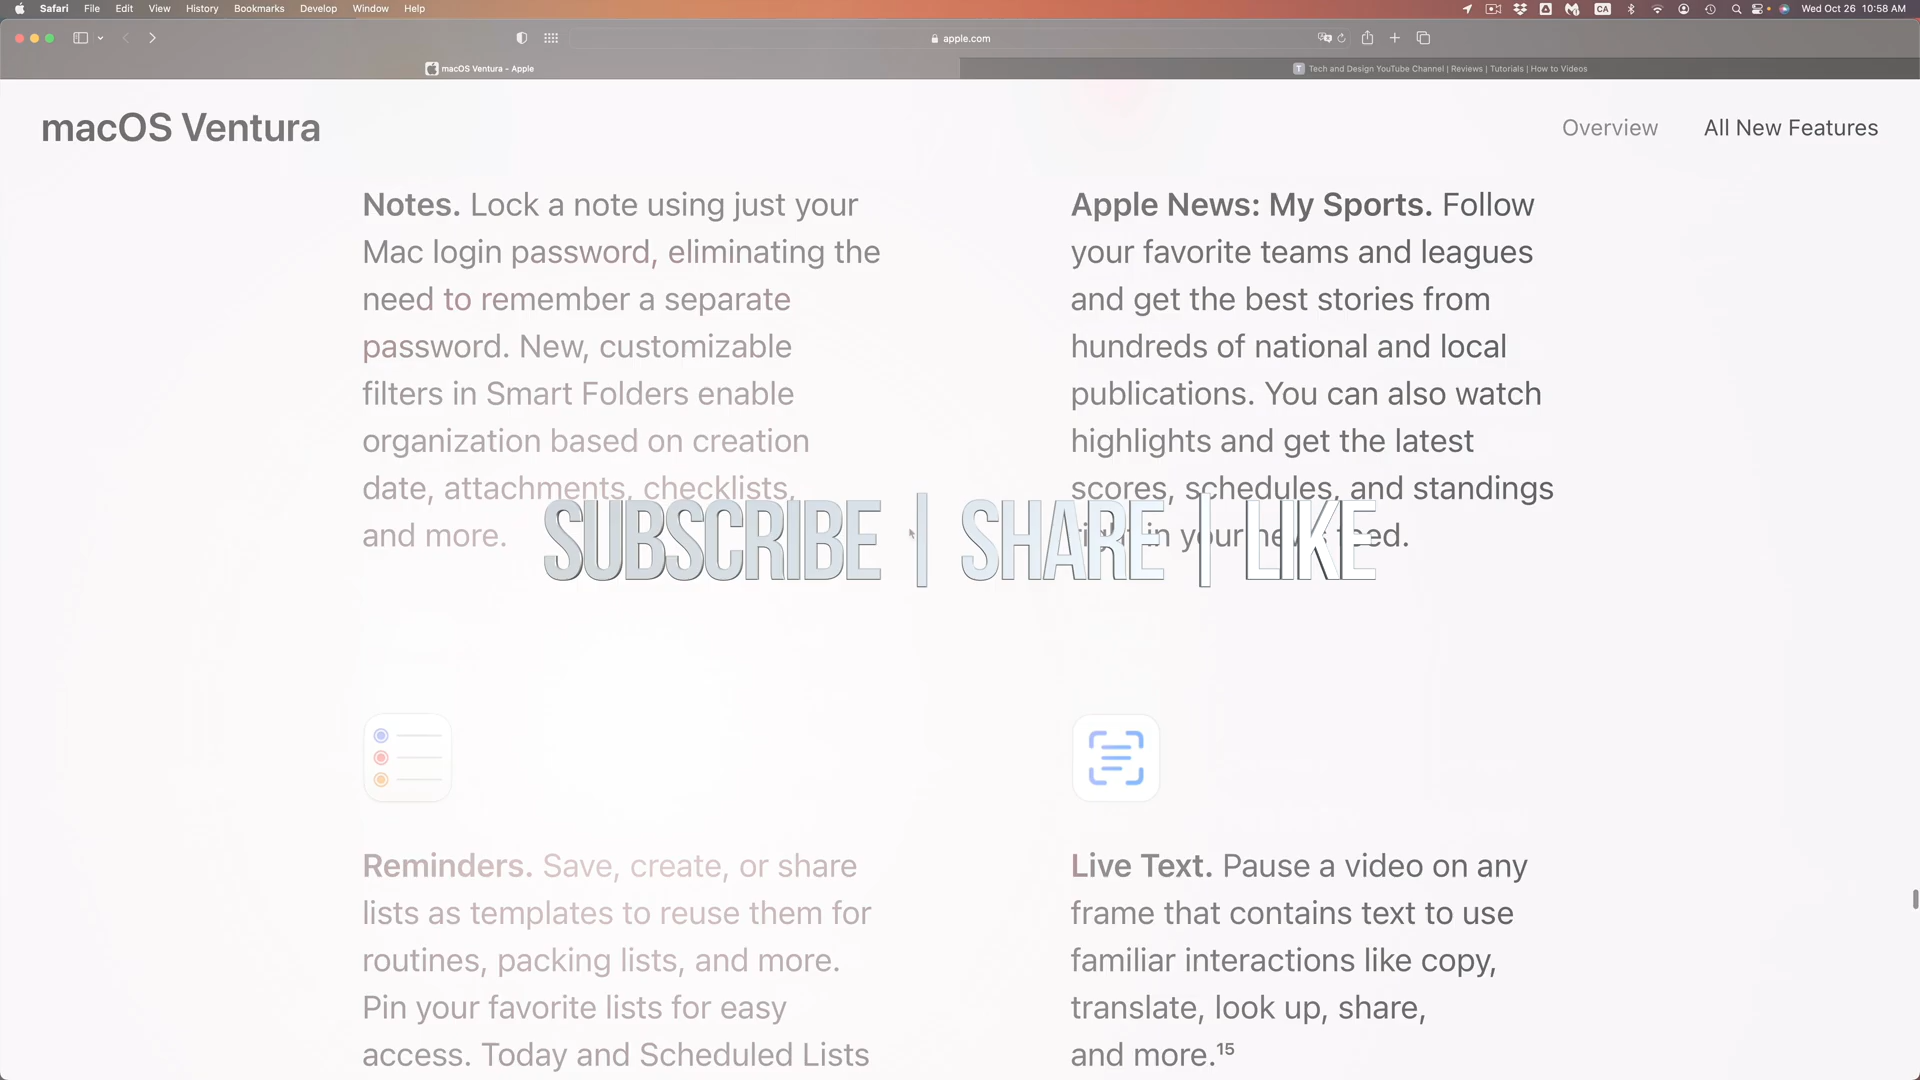 Safari File Edit View History Bookmarks Develop Window Help
CA Wed Oct 26 10:58 AM
apple.com
macOS Ventura - Apple
T Tech and Design YouTube Channel | Reviews | Tutorials | How to Videos
macOS Ventura
Overview All New Features
Notes. Lock a note using just your
Mac login password, eliminating the
need to remember a separate
password. New, customizable
filters in Smart Folders enable
organization based on creation
date, attachments, checklists,
and more.
Apple News: My Sports. Follow
your favorite teams and leagues
and get the best stories from
hundreds of national and local
publications. You can also watch
highlights and get the latest
scores, schedules, and standings
right in your news feed.
SUBSCRIBE | SHARE | LIKE
Reminders. Save, create, or share
lists as templates to reuse them for
routines, packing lists, and more.
Pin your favorite lists for easy
access. Today and Scheduled Lists
Live Text. Pause a video on any
frame that contains text to use
familiar interactions like copy,
translate, look up, share,
and more.15